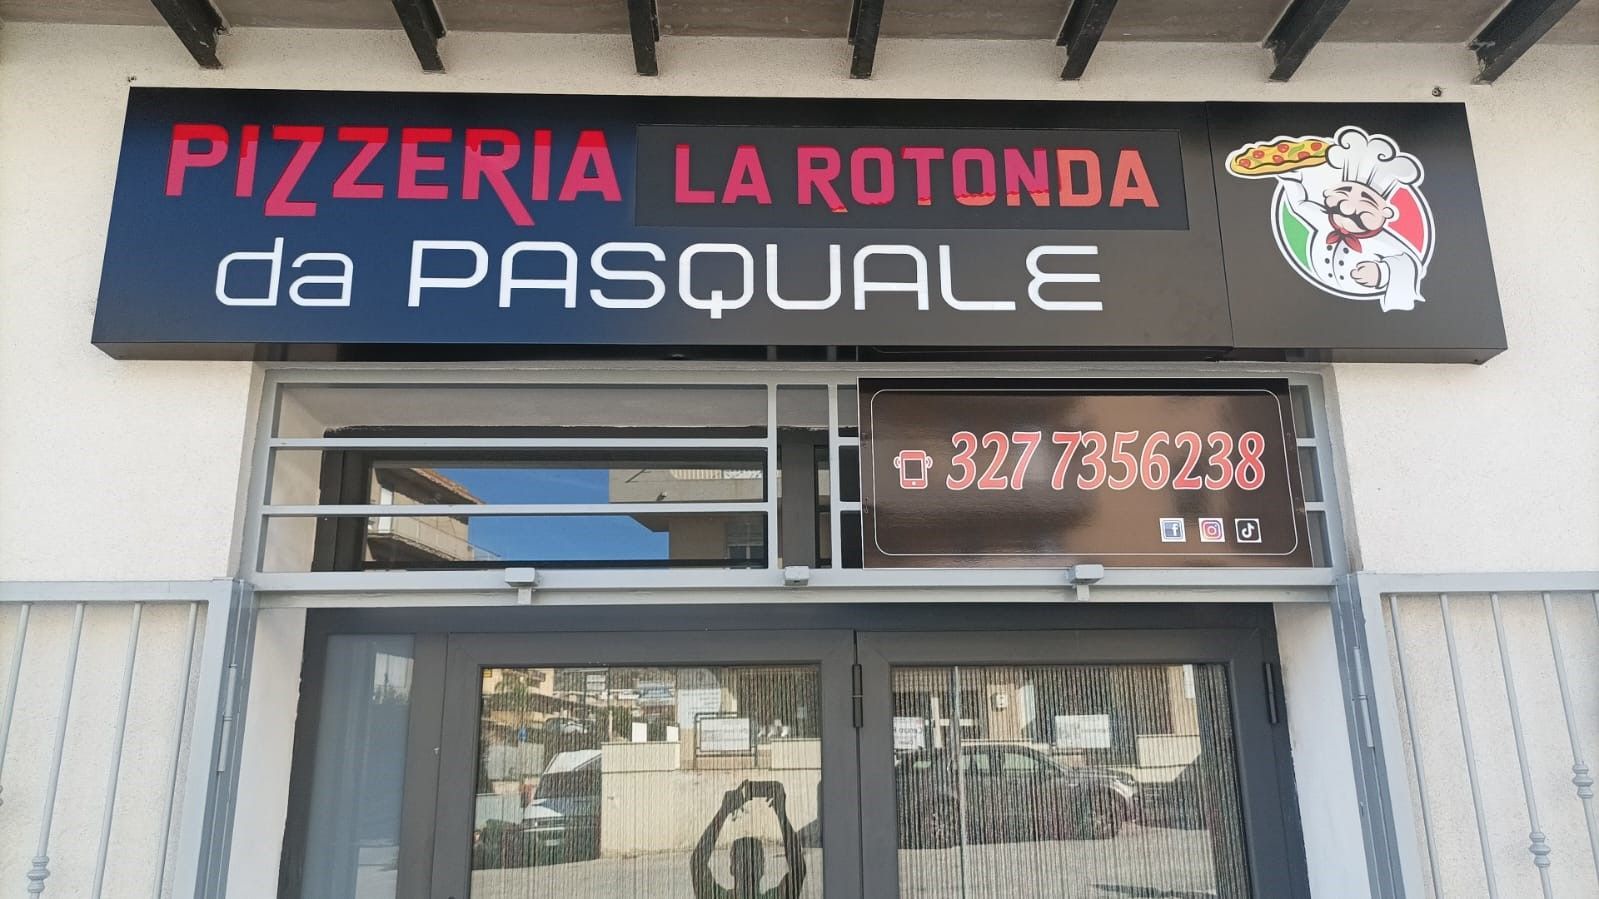 PIZZERIA LA ROTONDA
da PASQUALE
327 7356238